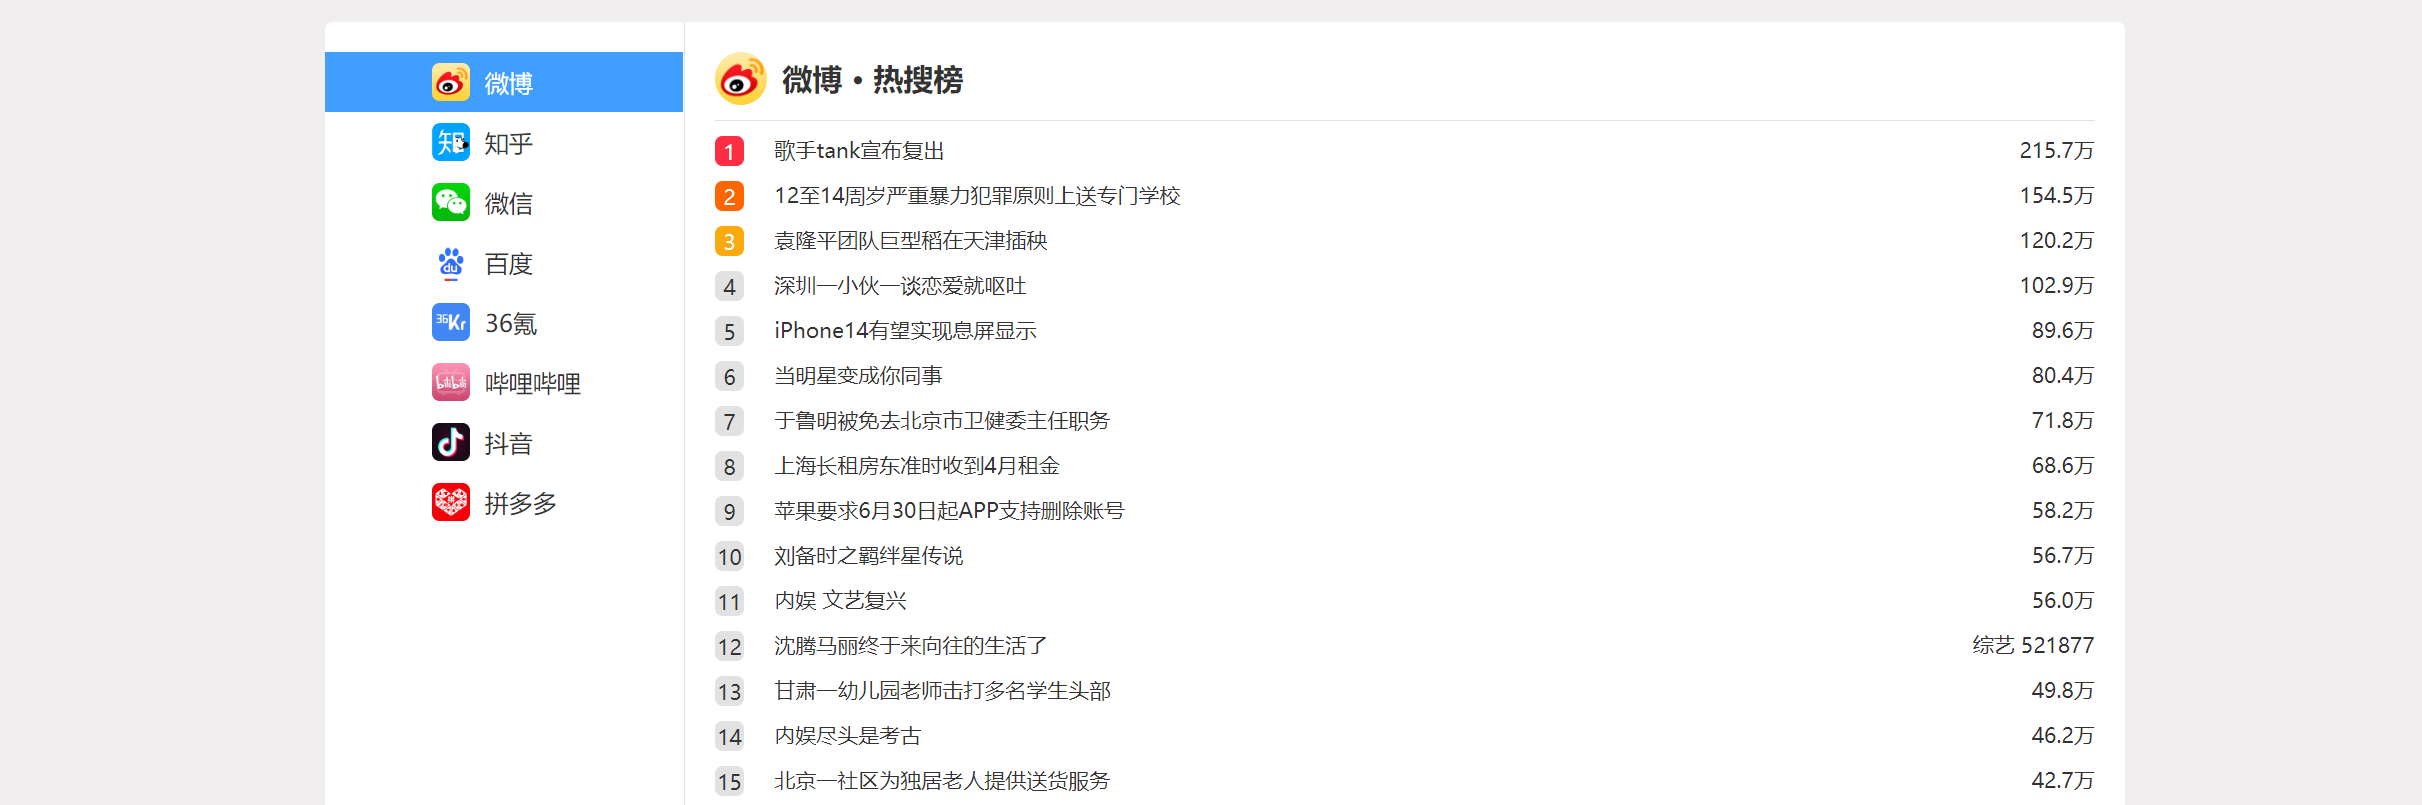 微博
知乎
微信
du
百度
36Kr
36氪
bilibili
哔哩哔哩
抖音
拼多多
微博·热搜榜
1 歌手tank宣布复出 215.7万
2 12至14周岁严重暴力犯罪原则上送专门学校 154.5万
3 袁隆平团队巨型稻在天津插秧 120.2万
4 深圳一小伙一谈恋爱就呕吐 102.9万
5 iPhone14有望实现息屏显示 89.6万
6 当明星变成你同事 80.4万
7 于鲁明被免去北京市卫健委主任职务 71.8万
8 上海长租房东准时收到4月租金 68.6万
9 苹果要求6月30日起APP支持删除账号 58.2万
10 刘备时之羁绊星传说 56.7万
11 内娱 文艺复兴 56.0万
12 沈腾马丽终于来向往的生活了 综艺 521877
13 甘肃一幼儿园老师击打多名学生头部 49.8万
14 内娱尽头是考古 46.2万
15 北京一社区为独居老人提供送货服务 42.7万